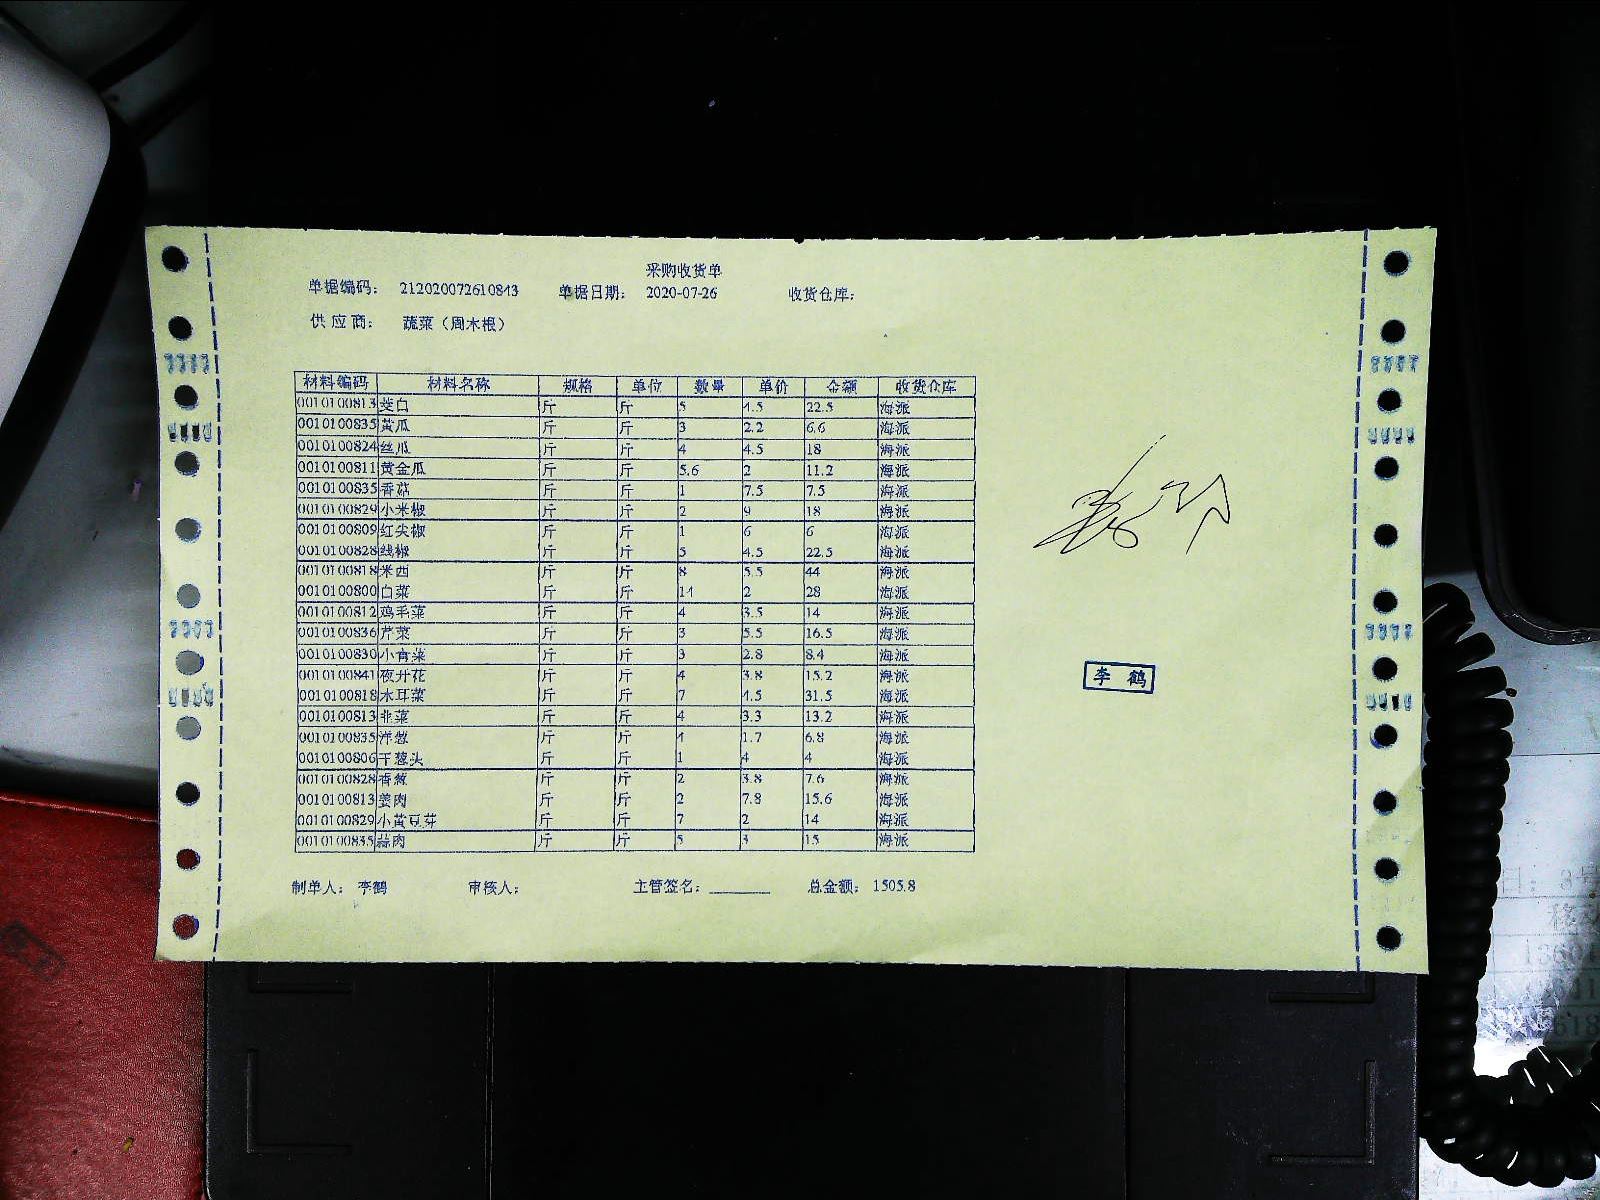 采购收货单
单据编码： 212020072610843 单据日期： 2020-07-26 收货仓库：
供 应 商： 蔬菜（周木根）
材料编码 材料名称 规格 单位 数量 单价 金额 收货仓库
0010100813 茭白 斤 斤 5 4.5 22.5 海派
0010100835 黄瓜 斤 斤 3 2.2 6.6 海派
0010100824 丝瓜 斤 斤 4 4.5 18 海派
0010100811 黄金瓜 斤 斤 5.6 2 11.2 海派
0010100835 香菇 斤 斤 1 7.5 7.5 海派
0010100829 小米椒 斤 斤 2 9 18 海派
0010100809 红尖椒 斤 斤 1 6 6 海派
0010100828 线椒 斤 斤 5 4.5 22.5 海派
0010100818 米西 斤 斤 8 5.5 44 海派
0010100800 白菜 斤 斤 14 2 28 海派
0010100812 鸡毛菜 斤 斤 4 3.5 14 海派
0010100836 芹菜 斤 斤 3 5.5 16.5 海派
0010100830 小青菜 斤 斤 3 2.8 8.4 海派
0010100841 夜开花 斤 斤 4 3.8 15.2 海派
0010100818 木耳菜 斤 斤 7 4.5 31.5 海派
0010100813 韭菜 斤 斤 4 3.3 13.2 海派
0010100835 洋葱 斤 斤 4 1.7 6.8 海派
0010100806 干葱头 斤 斤 1 4 4 海派
0010100828 香葱 斤 斤 2 3.8 7.6 海派
0010100813 姜肉 斤 斤 2 7.8 15.6 海派
0010100829 小黄豆芽 斤 斤 7 2 14 海派
0010100835 蒜肉 斤 斤 5 3 15 海派
李 鹤
制单人： 李鹤 审核人： 主管签名： 总金额： 1505.8